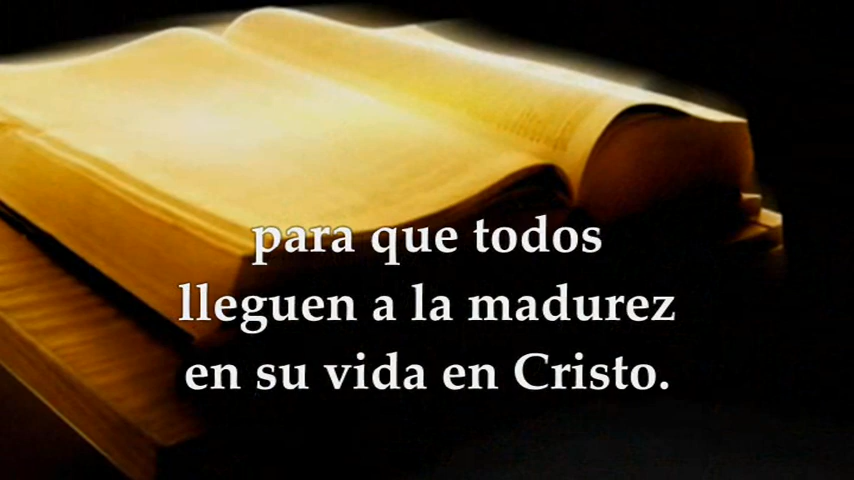 para que todos
lleguen a la madurez
en su vida en Cristo.